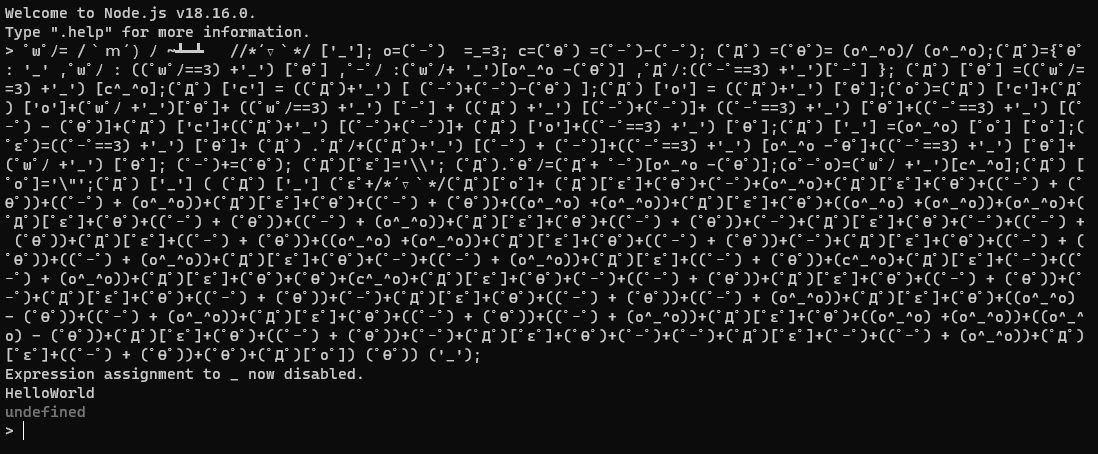 Welcome to Node.js v18.16.0.
Type ".help" for more information.
> ﾟωﾟﾉ= /｀ｍ´）ﾉ ~┻━┻   //*´∇｀*/ ['_']; o=(ﾟｰﾟ)  =_=3; c=(ﾟΘﾟ) =(ﾟｰﾟ)-(ﾟｰﾟ); (ﾟДﾟ) =(ﾟΘﾟ)= (o^_^o)/ (o^_^o);(ﾟДﾟ)={ﾟΘﾟ
: '_' ,ﾟωﾟﾉ : ((ﾟωﾟﾉ==3) +'_') [ﾟΘﾟ] ,ﾟｰﾟﾉ :(ﾟωﾟﾉ+ '_')[o^_^o -(ﾟΘﾟ)] ,ﾟДﾟﾉ:((ﾟｰﾟ==3) +'_')[ﾟｰﾟ] }; (ﾟДﾟ) [ﾟΘﾟ] =((ﾟωﾟﾉ=
=3) +'_') [c^_^o];(ﾟДﾟ) ['c'] = ((ﾟДﾟ)+'_') [ (ﾟｰﾟ)+(ﾟｰﾟ)-(ﾟΘﾟ) ];(ﾟДﾟ) ['o'] = ((ﾟДﾟ)+'_') [ﾟΘﾟ];(ﾟoﾟ)=(ﾟДﾟ) ['c']+(ﾟДﾟ
) ['o']+(ﾟωﾟﾉ +'_')[ﾟΘﾟ]+ ((ﾟωﾟﾉ==3) +'_') [ﾟｰﾟ] + ((ﾟДﾟ) +'_') [(ﾟｰﾟ)+(ﾟｰﾟ)]+ ((ﾟｰﾟ==3) +'_') [ﾟΘﾟ]+((ﾟｰﾟ==3) +'_') [(ﾟ
ｰﾟ) - (ﾟΘﾟ)]+(ﾟДﾟ) ['c']+((ﾟДﾟ)+'_') [(ﾟｰﾟ)+(ﾟｰﾟ)]+ (ﾟДﾟ) ['o']+((ﾟｰﾟ==3) +'_') [ﾟΘﾟ];(ﾟДﾟ) ['_'] =(o^_^o) [ﾟoﾟ] [ﾟoﾟ];(
ﾟεﾟ)=((ﾟｰﾟ==3) +'_') [ﾟΘﾟ]+ (ﾟДﾟ) .ﾟДﾟﾉ+((ﾟДﾟ)+'_') [(ﾟｰﾟ) + (ﾟｰﾟ)]+((ﾟｰﾟ==3) +'_') [o^_^o -ﾟΘﾟ]+((ﾟｰﾟ==3) +'_') [ﾟΘﾟ]+
(ﾟωﾟﾉ +'_') [ﾟΘﾟ]; (ﾟｰﾟ)+=(ﾟΘﾟ); (ﾟДﾟ)[ﾟεﾟ]='\\'; (ﾟДﾟ).ﾟΘﾟﾉ=(ﾟДﾟ+ ﾟｰﾟ)[o^_^o -(ﾟΘﾟ)];(oﾟｰﾟo)=(ﾟωﾟﾉ +'_')[c^_^o];(ﾟДﾟ) [
ﾟoﾟ]='\"';(ﾟДﾟ) ['_'] ( (ﾟДﾟ) ['_'] (ﾟεﾟ+/*´∇｀*/(ﾟДﾟ)[ﾟoﾟ]+ (ﾟДﾟ)[ﾟεﾟ]+(ﾟΘﾟ)+(ﾟｰﾟ)+(o^_^o)+(ﾟДﾟ)[ﾟεﾟ]+(ﾟΘﾟ)+((ﾟｰﾟ) + (ﾟ
Θﾟ))+((ﾟｰﾟ) + (o^_^o))+(ﾟДﾟ)[ﾟεﾟ]+(ﾟΘﾟ)+((ﾟｰﾟ) + (ﾟΘﾟ))+((o^_^o) +(o^_^o))+(ﾟДﾟ)[ﾟεﾟ]+(ﾟΘﾟ)+((o^_^o) +(o^_^o))+(o^_^o)+(
ﾟДﾟ)[ﾟεﾟ]+(ﾟΘﾟ)+((ﾟｰﾟ) + (ﾟΘﾟ))+((ﾟｰﾟ) + (o^_^o))+(ﾟДﾟ)[ﾟεﾟ]+(ﾟΘﾟ)+((ﾟｰﾟ) + (ﾟΘﾟ))+(ﾟｰﾟ)+(ﾟДﾟ)[ﾟεﾟ]+(ﾟΘﾟ)+(ﾟｰﾟ)+((ﾟｰﾟ) +
 (ﾟΘﾟ))+(ﾟДﾟ)[ﾟεﾟ]+((ﾟｰﾟ) + (ﾟΘﾟ))+((o^_^o) +(o^_^o))+(ﾟДﾟ)[ﾟεﾟ]+(ﾟΘﾟ)+((ﾟｰﾟ) + (ﾟΘﾟ))+(ﾟｰﾟ)+(ﾟДﾟ)[ﾟεﾟ]+(ﾟΘﾟ)+((ﾟｰﾟ) + (
ﾟΘﾟ))+((ﾟｰﾟ) + (o^_^o))+(ﾟДﾟ)[ﾟεﾟ]+(ﾟΘﾟ)+(ﾟｰﾟ)+((ﾟｰﾟ) + (o^_^o))+(ﾟДﾟ)[ﾟεﾟ]+((ﾟｰﾟ) + (ﾟΘﾟ))+(c^_^o)+(ﾟДﾟ)[ﾟεﾟ]+(ﾟｰﾟ)+((ﾟ
ｰﾟ) + (o^_^o))+(ﾟДﾟ)[ﾟεﾟ]+(ﾟΘﾟ)+(ﾟΘﾟ)+(c^_^o)+(ﾟДﾟ)[ﾟεﾟ]+(ﾟΘﾟ)+(ﾟｰﾟ)+((ﾟｰﾟ) + (ﾟΘﾟ))+(ﾟДﾟ)[ﾟεﾟ]+(ﾟΘﾟ)+((ﾟｰﾟ) + (ﾟΘﾟ))+(ﾟ
ｰﾟ)+(ﾟДﾟ)[ﾟεﾟ]+(ﾟΘﾟ)+((ﾟｰﾟ) + (ﾟΘﾟ))+(ﾟｰﾟ)+(ﾟДﾟ)[ﾟεﾟ]+(ﾟΘﾟ)+((ﾟｰﾟ) + (ﾟΘﾟ))+((ﾟｰﾟ) + (o^_^o))+(ﾟДﾟ)[ﾟεﾟ]+(ﾟΘﾟ)+((o^_^o)
- (ﾟΘﾟ))+((ﾟｰﾟ) + (o^_^o))+(ﾟДﾟ)[ﾟεﾟ]+(ﾟΘﾟ)+((ﾟｰﾟ) + (ﾟΘﾟ))+((ﾟｰﾟ) + (o^_^o))+(ﾟДﾟ)[ﾟεﾟ]+(ﾟΘﾟ)+((o^_^o) +(o^_^o))+((o^_^
o) - (ﾟΘﾟ))+(ﾟДﾟ)[ﾟεﾟ]+(ﾟΘﾟ)+((ﾟｰﾟ) + (ﾟΘﾟ))+(ﾟｰﾟ)+(ﾟДﾟ)[ﾟεﾟ]+(ﾟΘﾟ)+(ﾟｰﾟ)+(ﾟｰﾟ)+(ﾟДﾟ)[ﾟεﾟ]+((ﾟｰﾟ) + (o^_^o))+(ﾟДﾟ)
[ﾟεﾟ]+((ﾟｰﾟ) + (ﾟΘﾟ))+(ﾟΘﾟ)+(ﾟДﾟ)[ﾟoﾟ]) (ﾟΘﾟ)) ('_');
Expression assignment to _ now disabled.
HelloWorld
undefined
>